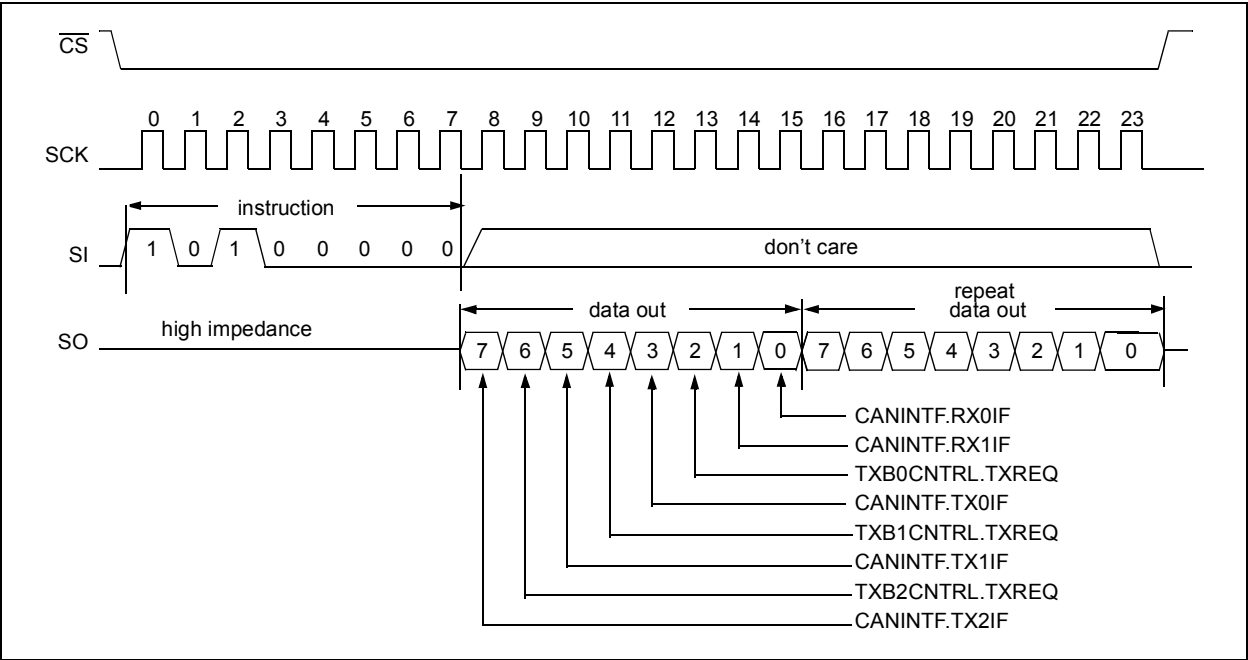 CS
0 1 2 3 4 5 6 7 8 9 10 11 12 13 14 15 16 17 18 19 20 21 22 23
SCK
instruction
SI 1 0 1 0 0 0 0 0 don't care
repeat
data out data out
high impedance
SO 7 6 5 4 3 2 1 0 7 6 5 4 3 2 1 0
CANINTF.RX0IF
CANINTF.RX1IF
TXB0CNTRL.TXREQ
CANINTF.TX0IF
TXB1CNTRL.TXREQ
CANINTF.TX1IF
TXB2CNTRL.TXREQ
CANINTF.TX2IF